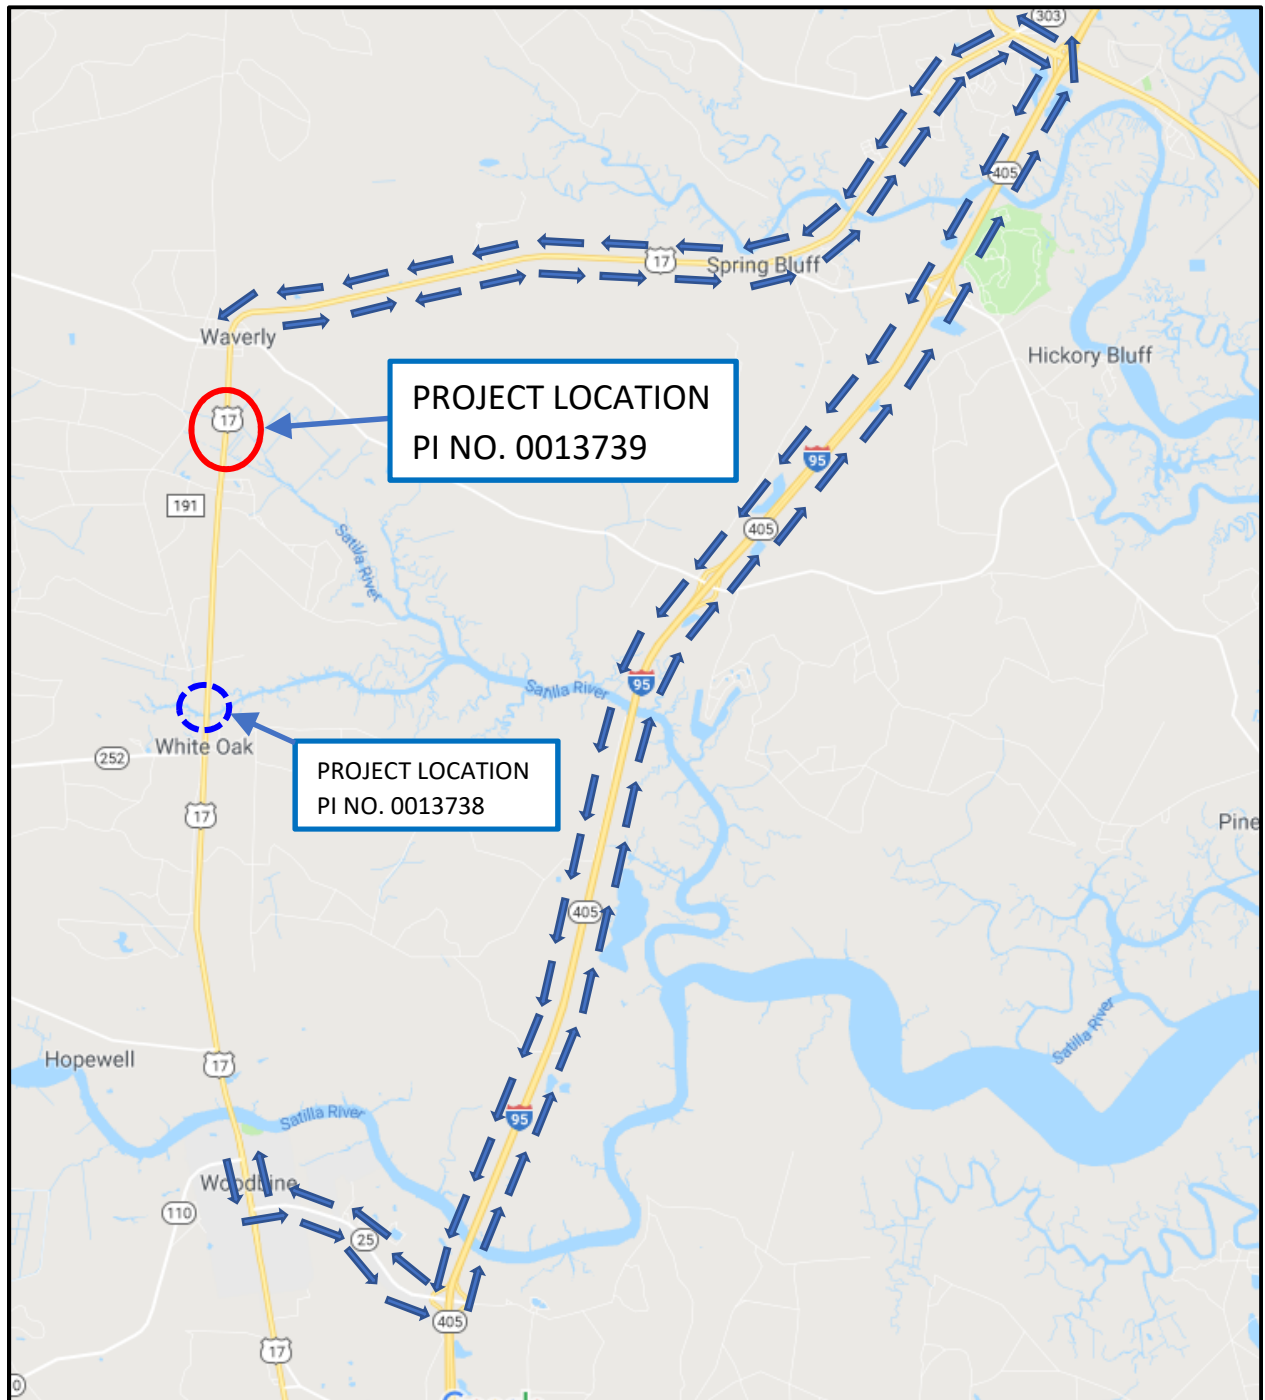 303
405
17
Spring Bluff
Waverly
Hickory Bluff
PROJECT LOCATION
PI NO. 0013739
17
95
191
405
Satilla River
Satilla River
95
White Oak
252
PROJECT LOCATION
PI NO. 0013738
17
Pine
405
Satilla River
Hopewell
17
Satilla River
95
Woodbine
110
25
405
17
0